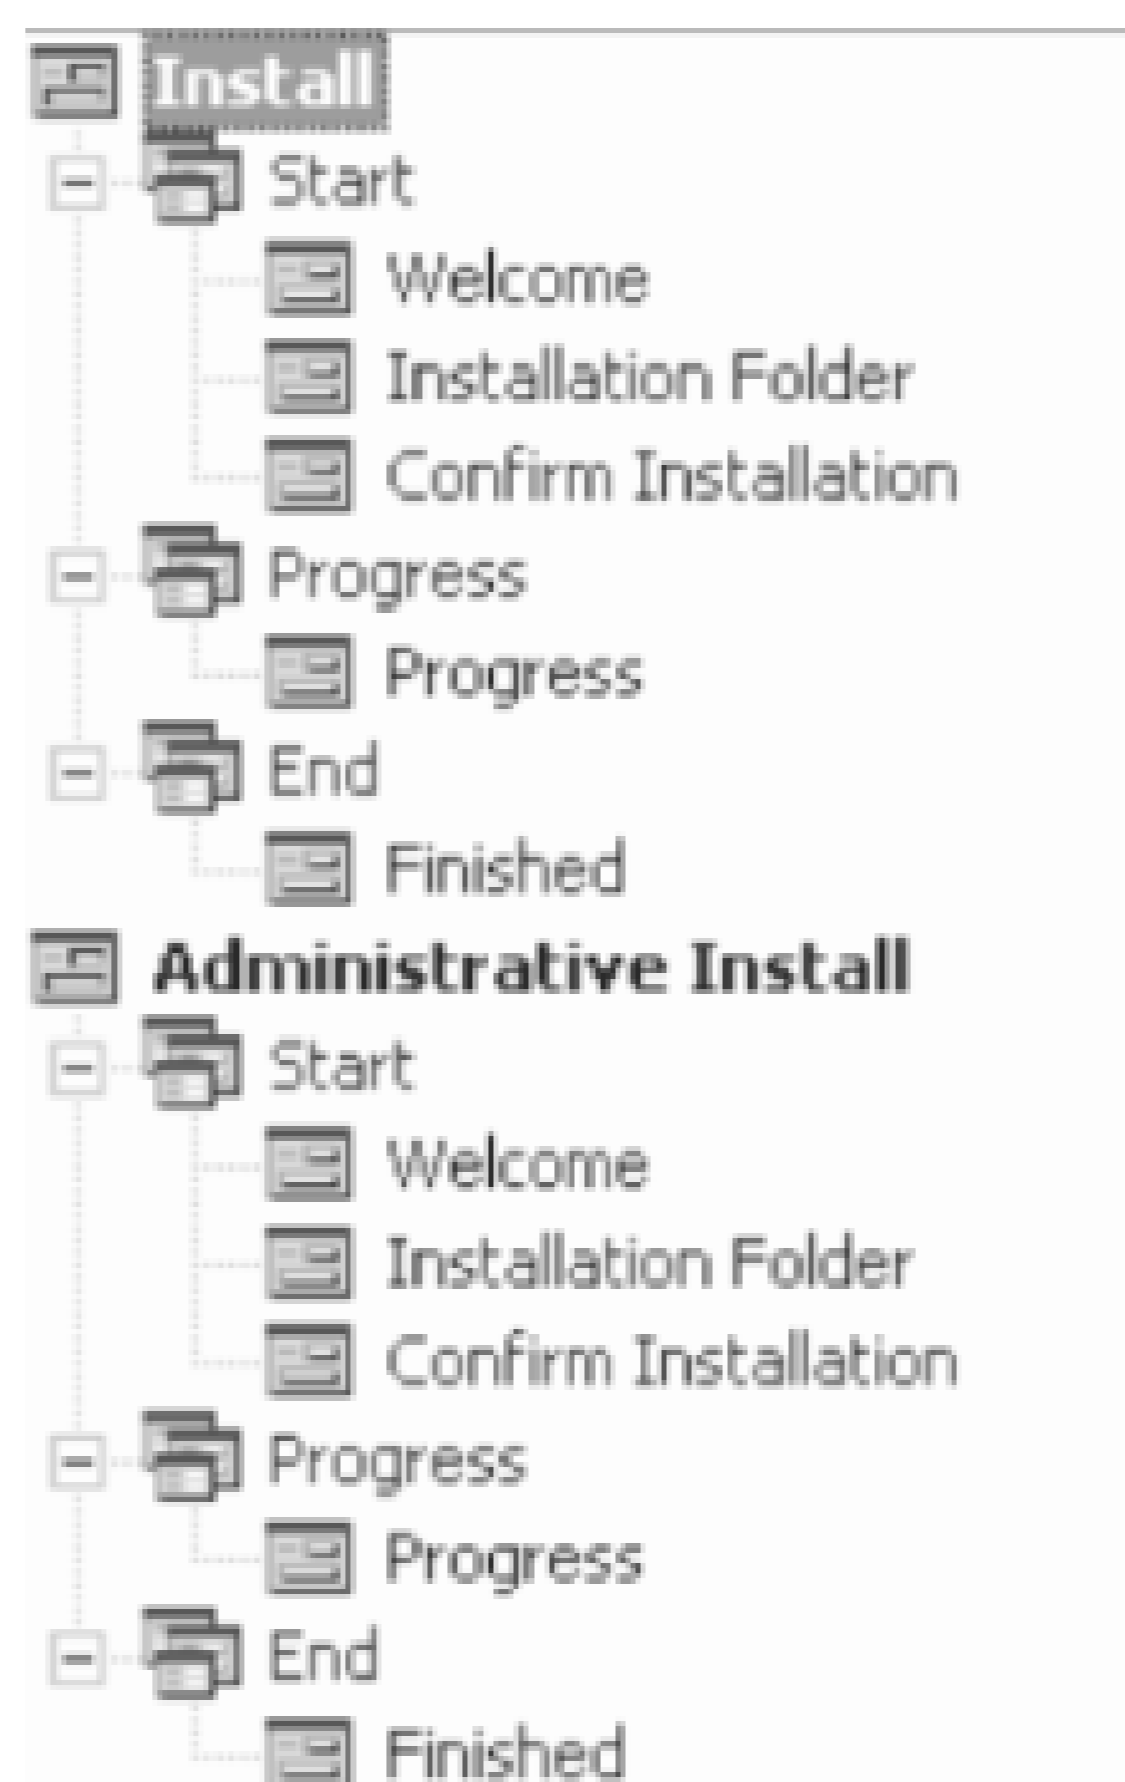 Install
Start
Welcome
Installation Folder
Confirm Installation
Progress
Progress
End
Finished
Administrative Install
Start
Welcome
Installation Folder
Confirm Installation
Progress
Progress
End
Finished